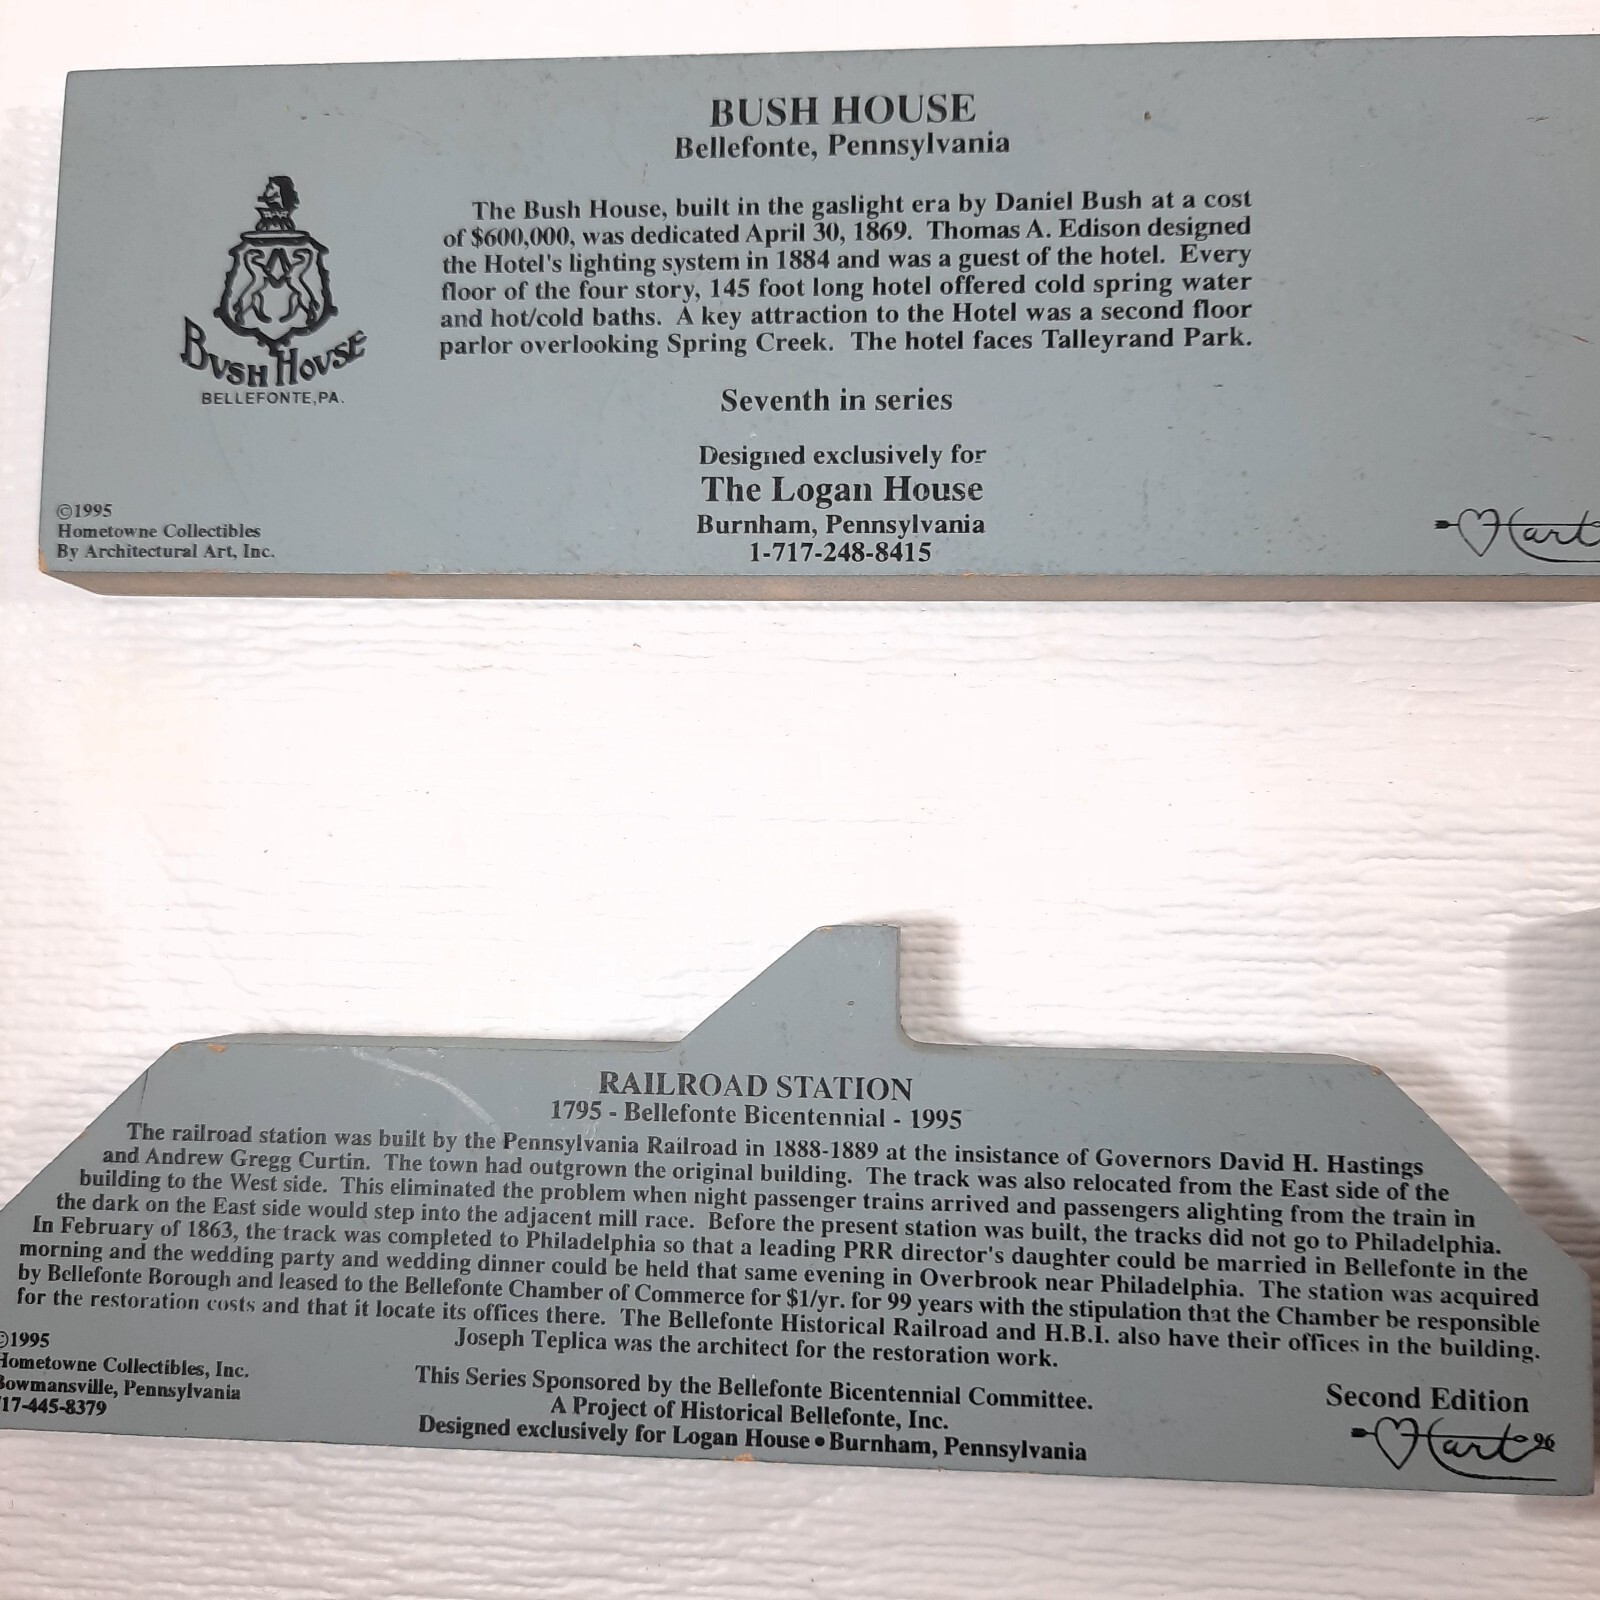 BUSH HOUSE
Bellefonte, Pennsylvania
The Bush House, built in the gaslight era by Daniel Bush at a cost
of $600,000, was dedicated April 30, 1869. Thomas A. Edison designed
the Hotel's lighting system in 1884 and was a guest of the hotel. Every
floor of the four story, 145 foot long hotel offered cold spring water
and hot/cold baths. A key attraction to the Hotel was a second floor
parlor overlooking Spring Creek. The hotel faces Talleyrand Park.
BUSH HOUSE
BELLEFONTE, PA.
Seventh in series
Designed exclusively for
The Logan House
Burnham, Pennsylvania
1-717-248-8415
©1995
Hometowne Collectibles
By Architectural Art, Inc.
Hart
RAILROAD STATION
1795 - Bellefonte Bicentennial - 1995
The railroad station was built by the Pennsylvania Railroad in 1888-1889 at the insistance of Governors David H. Hastings
and Andrew Gregg Curtin. The town had outgrown the original building. The track was also relocated from the East side of the
building to the West side. This eliminated the problem when night passenger trains arrived and passengers alighting from the train in
the dark on the East side would step into the adjacent mill race. Before the present station was built, the tracks did not go to Philadelphia.
In February of 1863, the track was completed to Philadelphia so that a leading PRR director's daughter could be married in Bellefonte in the
morning and the wedding party and wedding dinner could be held that same evening in Overbrook near Philadelphia. The station was acquired
by Bellefonte Borough and leased to the Bellefonte Chamber of Commerce for $1/yr. for 99 years with the stipulation that the Chamber be responsible
for the restoration costs and that it locate its offices there. The Bellefonte Historical Railroad and H.B.I. also have their offices in the building.
Joseph Teplica was the architect for the restoration work.
©1995
Hometowne Collectibles, Inc.
Bowmansville, Pennsylvania
17-445-8379
This Series Sponsored by the Bellefonte Bicentennial Committee.
A Project of Historical Bellefonte, Inc.
Designed exclusively for Logan House • Burnham, Pennsylvania
Second Edition
Hart 96